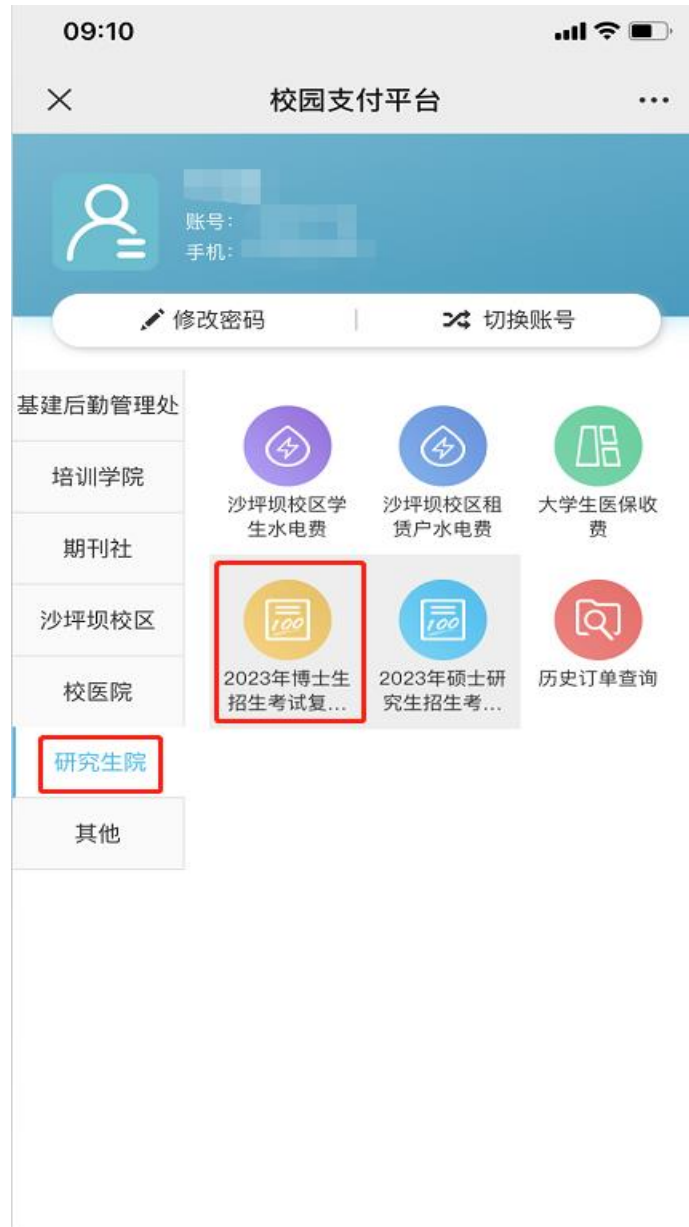 09:10
校园支付平台
账号:
手机:
修改密码
切换账号
基建后勤管理处
培训学院
期刊社
沙坪坝校区
校医院
研究生院
其他
沙坪坝校区学
生水电费
沙坪坝校区租
赁户水电费
大学生医保收
费
100
2023年博士生
招生考试复...
100
2023年硕士研
究生招生考...
历史订单查询